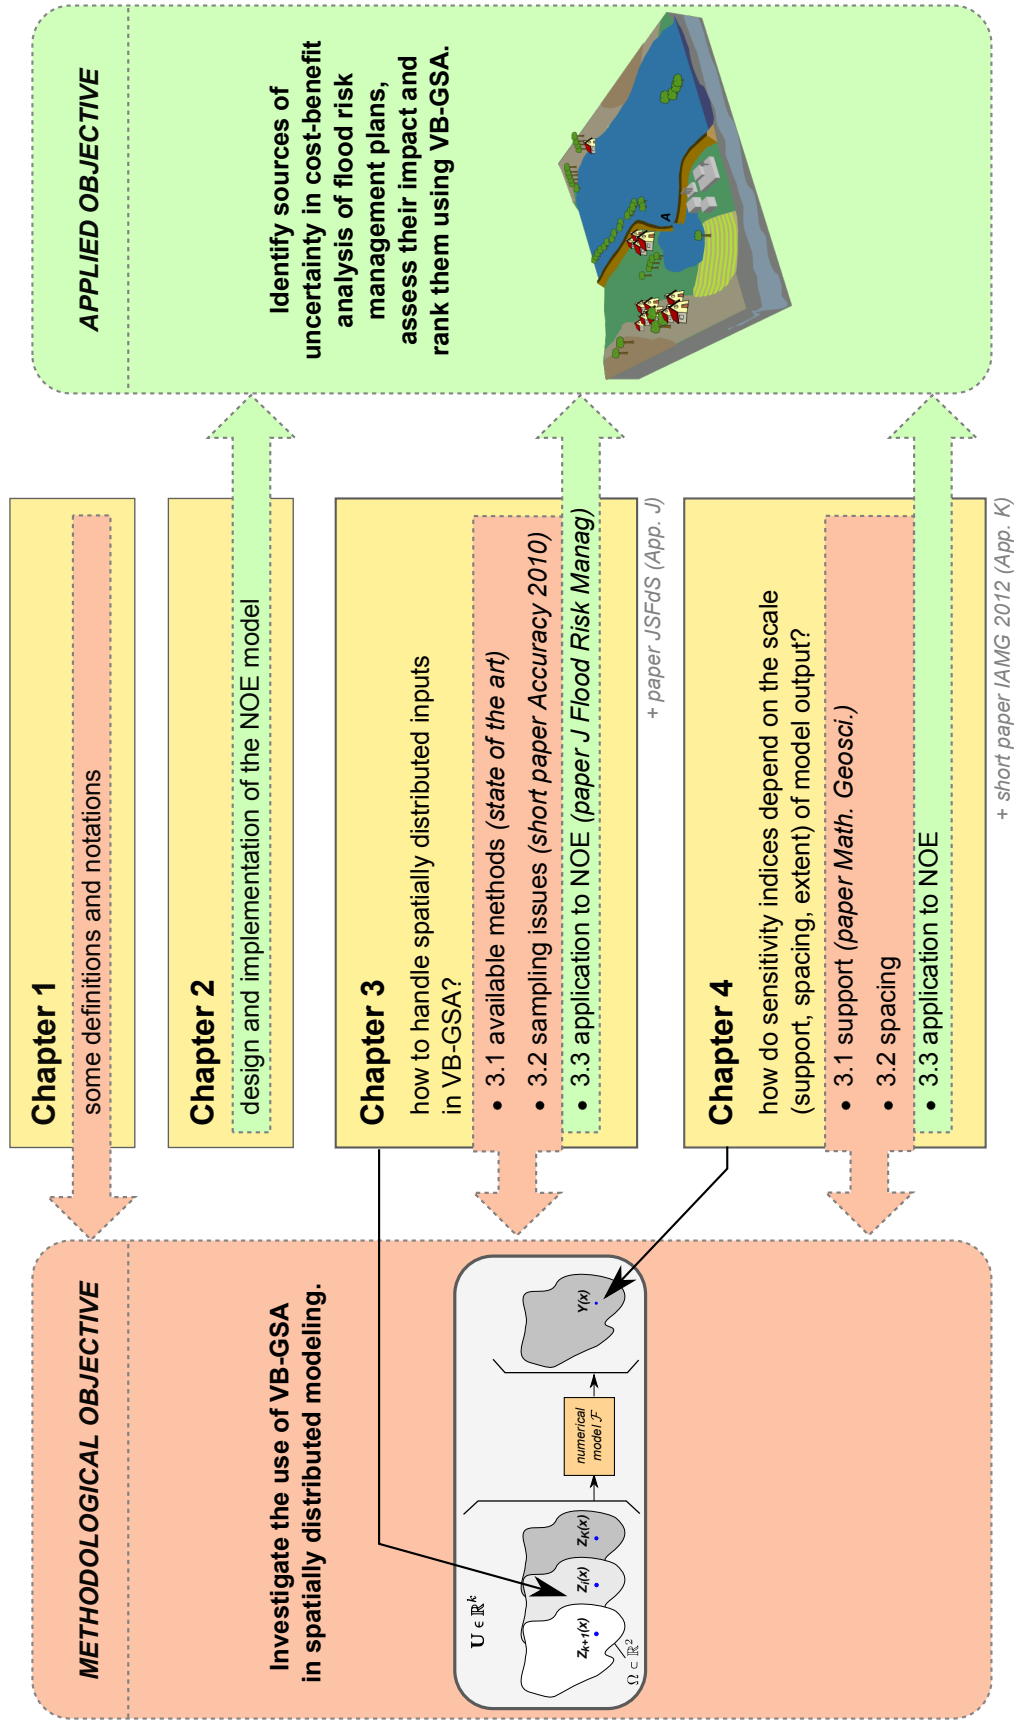 METHODOLOGICAL OBJECTIVE
Investigate the use of VB-GSA
in spatially distributed modeling.
U ∈ ℝᵏ
Zₖ₊₁(x)
Zᵢ(x)
Z_K(x)
Ω ⊂ ℝ²
numerical
model ℱ
Y(x)
Chapter 1
some definitions and notations
Chapter 2
design and implementation of the NOE model
Chapter 3
how to handle spatially distributed inputs
in VB-GSA?
• 3.1 available methods (state of the art)
• 3.2 sampling issues (short paper Accuracy 2010)
• 3.3 application to NOE (paper J Flood Risk Manag)
+ paper JSFdS (App. J)
Chapter 4
how do sensitivity indices depend on the scale
(support, spacing, extent) of model output?
• 3.1 support (paper Math. Geosci.)
• 3.2 spacing
• 3.3 application to NOE
+ short paper IAMG 2012 (App. K)
APPLIED OBJECTIVE
Identify sources of
uncertainty in cost-benefit
analysis of flood risk
management plans,
assess their impact and
rank them using VB-GSA.
A